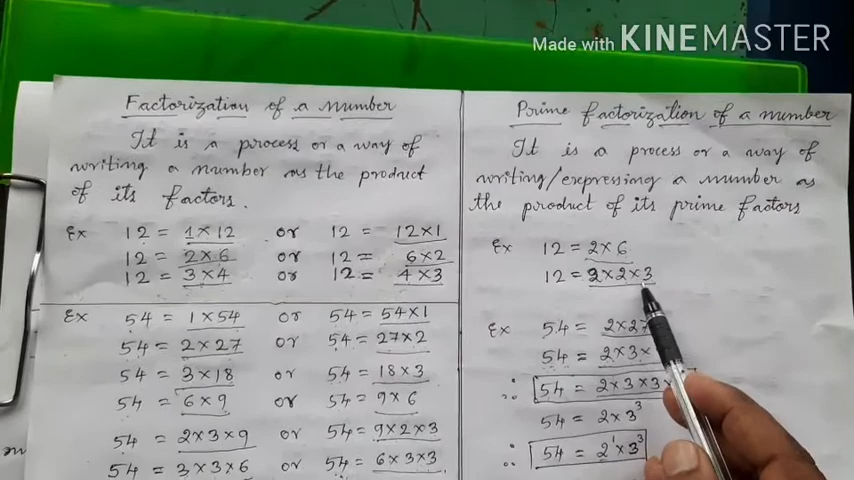 Made with KINEMASTER
Factorization of a number
It is a process or a way of
writing a number as the product
of its factors.
Ex 12 = 1×12 or 12 = 12×1
12 = 2×6 or 12 = 6×2
12 = 3×4 or 12 = 4×3
Ex 54 = 1×54 or 54 = 54×1
54 = 2×27 or 54 = 27×2
54 = 3×18 or 54 = 18×3
54 = 6×9 or 54 = 9×6
54 = 2×3×9 or 54 = 9×2×3
54 = 3×3×6 or 54 = 6×3×3
Prime factorization of a number
It is a process or a way of
writing/expressing a number as
the product of its prime factors
Ex 12 = 2×6
12 = 2×2×3
Ex 54 = 2×27
54 = 2×3×
∴ 54 = 2×3×3×
54 = 2×3³
∴ 54 = 2¹×3³